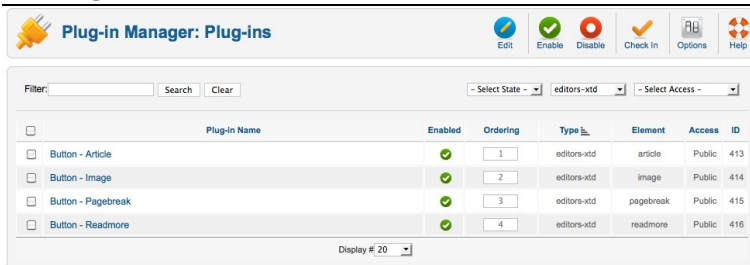 Plug-in Manager: Plug-ins
Edit Enable Disable Check In Options Help
Filter: Search Clear - Select State - editors-xtd - Select Access -
Plug-in Name Enabled Ordering Type Element Access ID
Button - Article 1 editors-xtd article Public 413
Button - Image 2 editors-xtd image Public 414
Button - Pagebreak 3 editors-xtd pagebreak Public 415
Button - Readmore 4 editors-xtd readmore Public 416
Display # 20